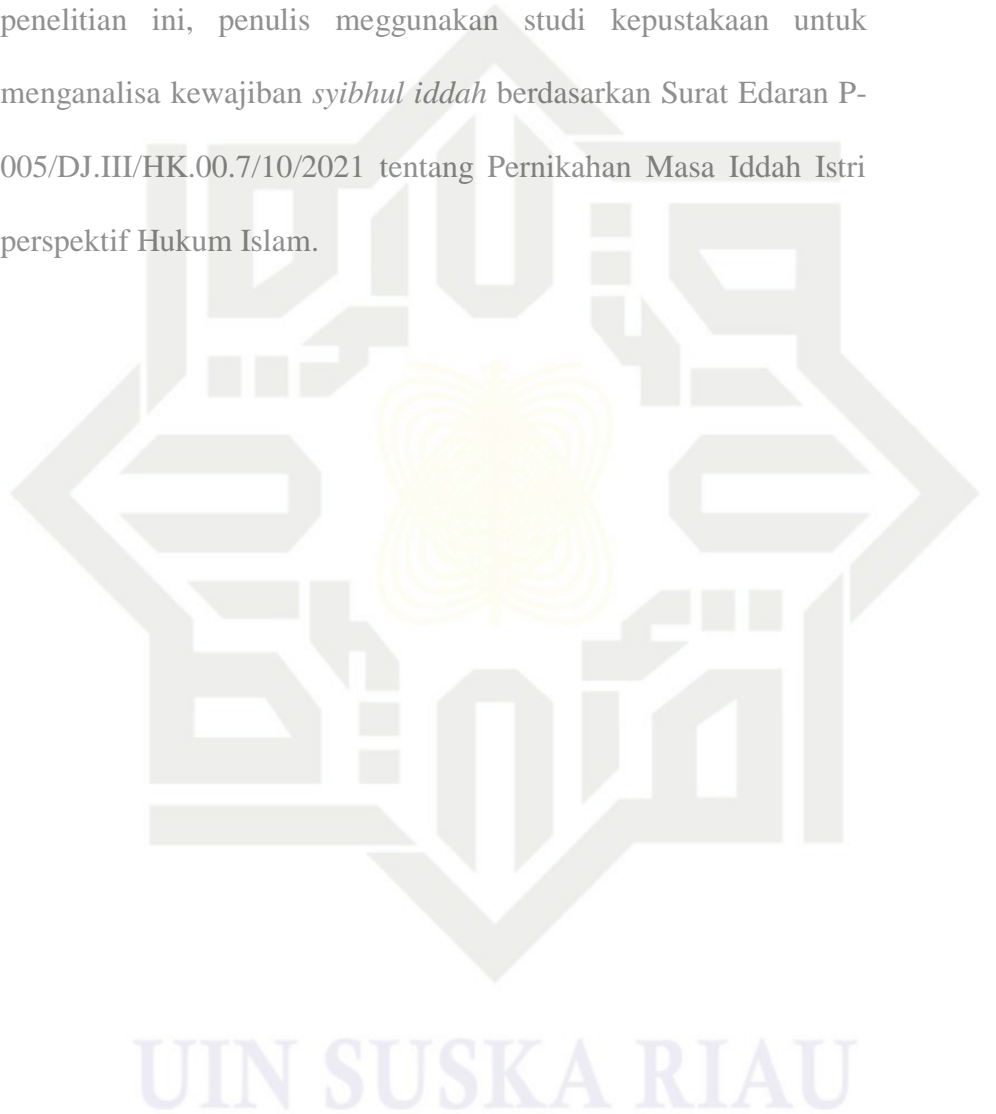 penelitian ini, penulis meggunakan studi kepustakaan untuk
menganalisa kewajiban syibhul iddah berdasarkan Surat Edaran P-
005/DJ.III/HK.00.7/10/2021 tentang Pernikahan Masa Iddah Istri
perspektif Hukum Islam.
UIN SUSKA RIAU